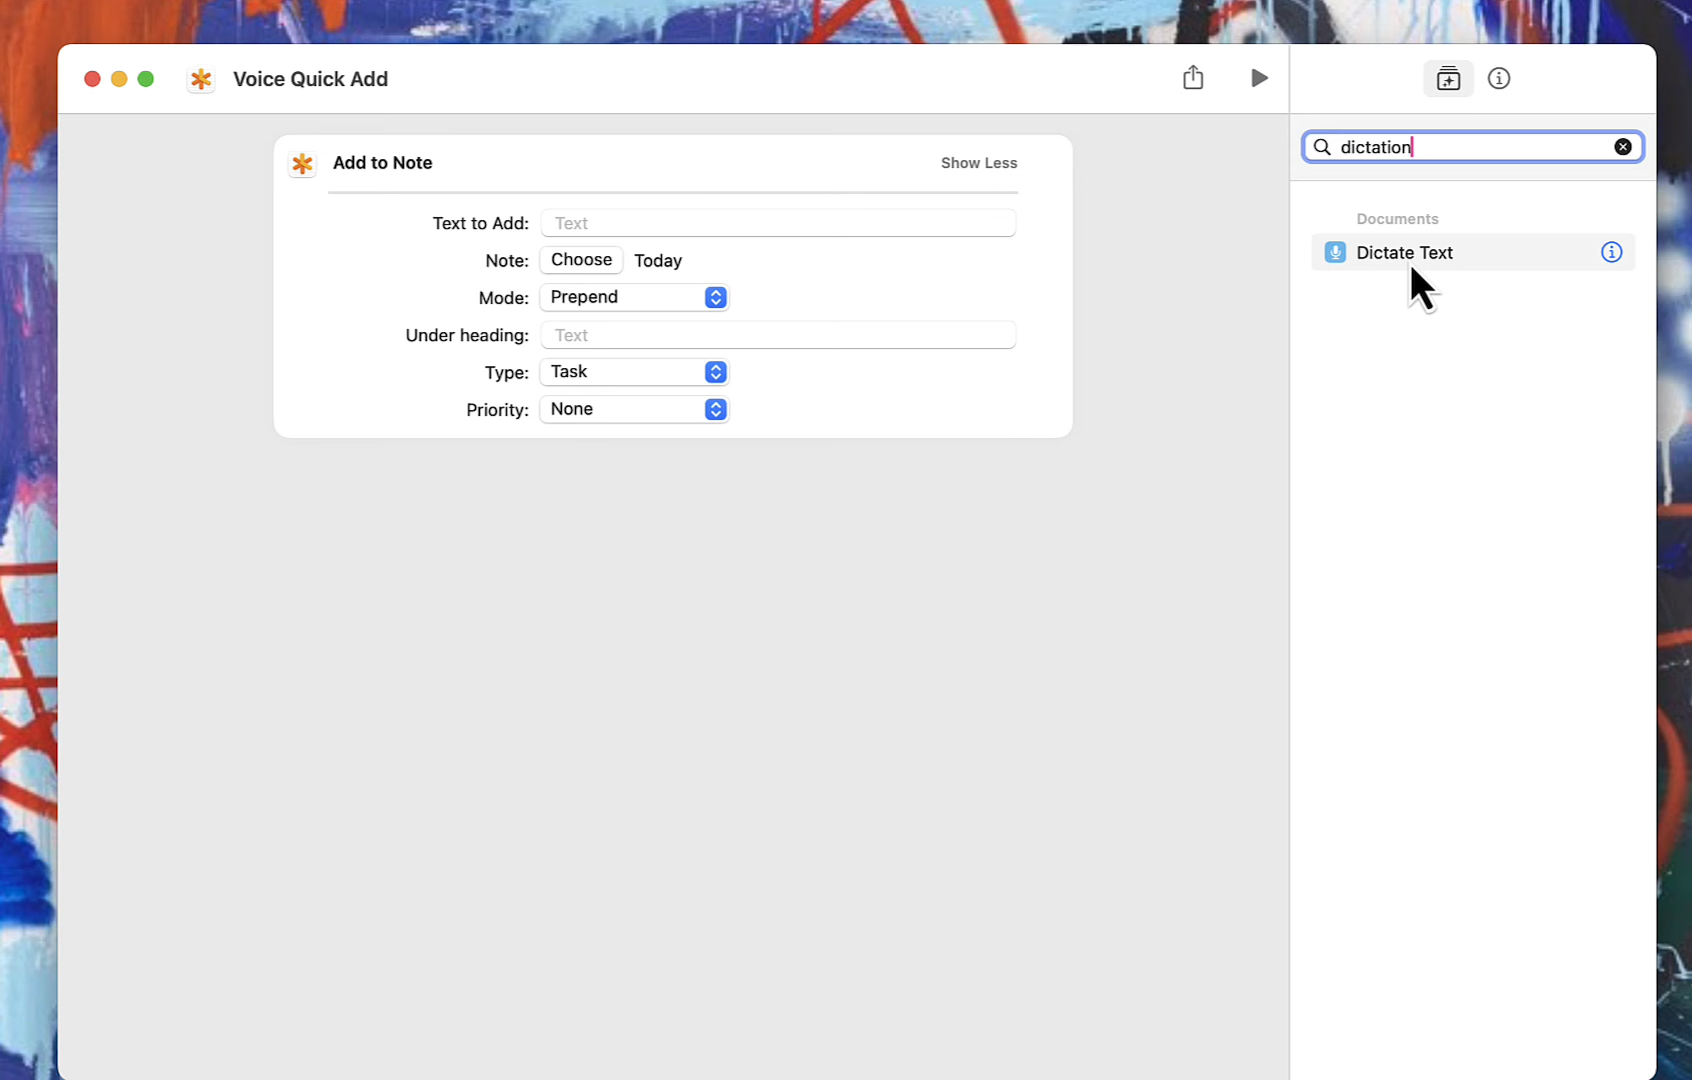 Voice Quick Add
dictation
Add to Note
Show Less
Text to Add: Text
Note: Choose Today
Mode: Prepend
Under heading: Text
Type: Task
Priority: None
Documents
Dictate Text